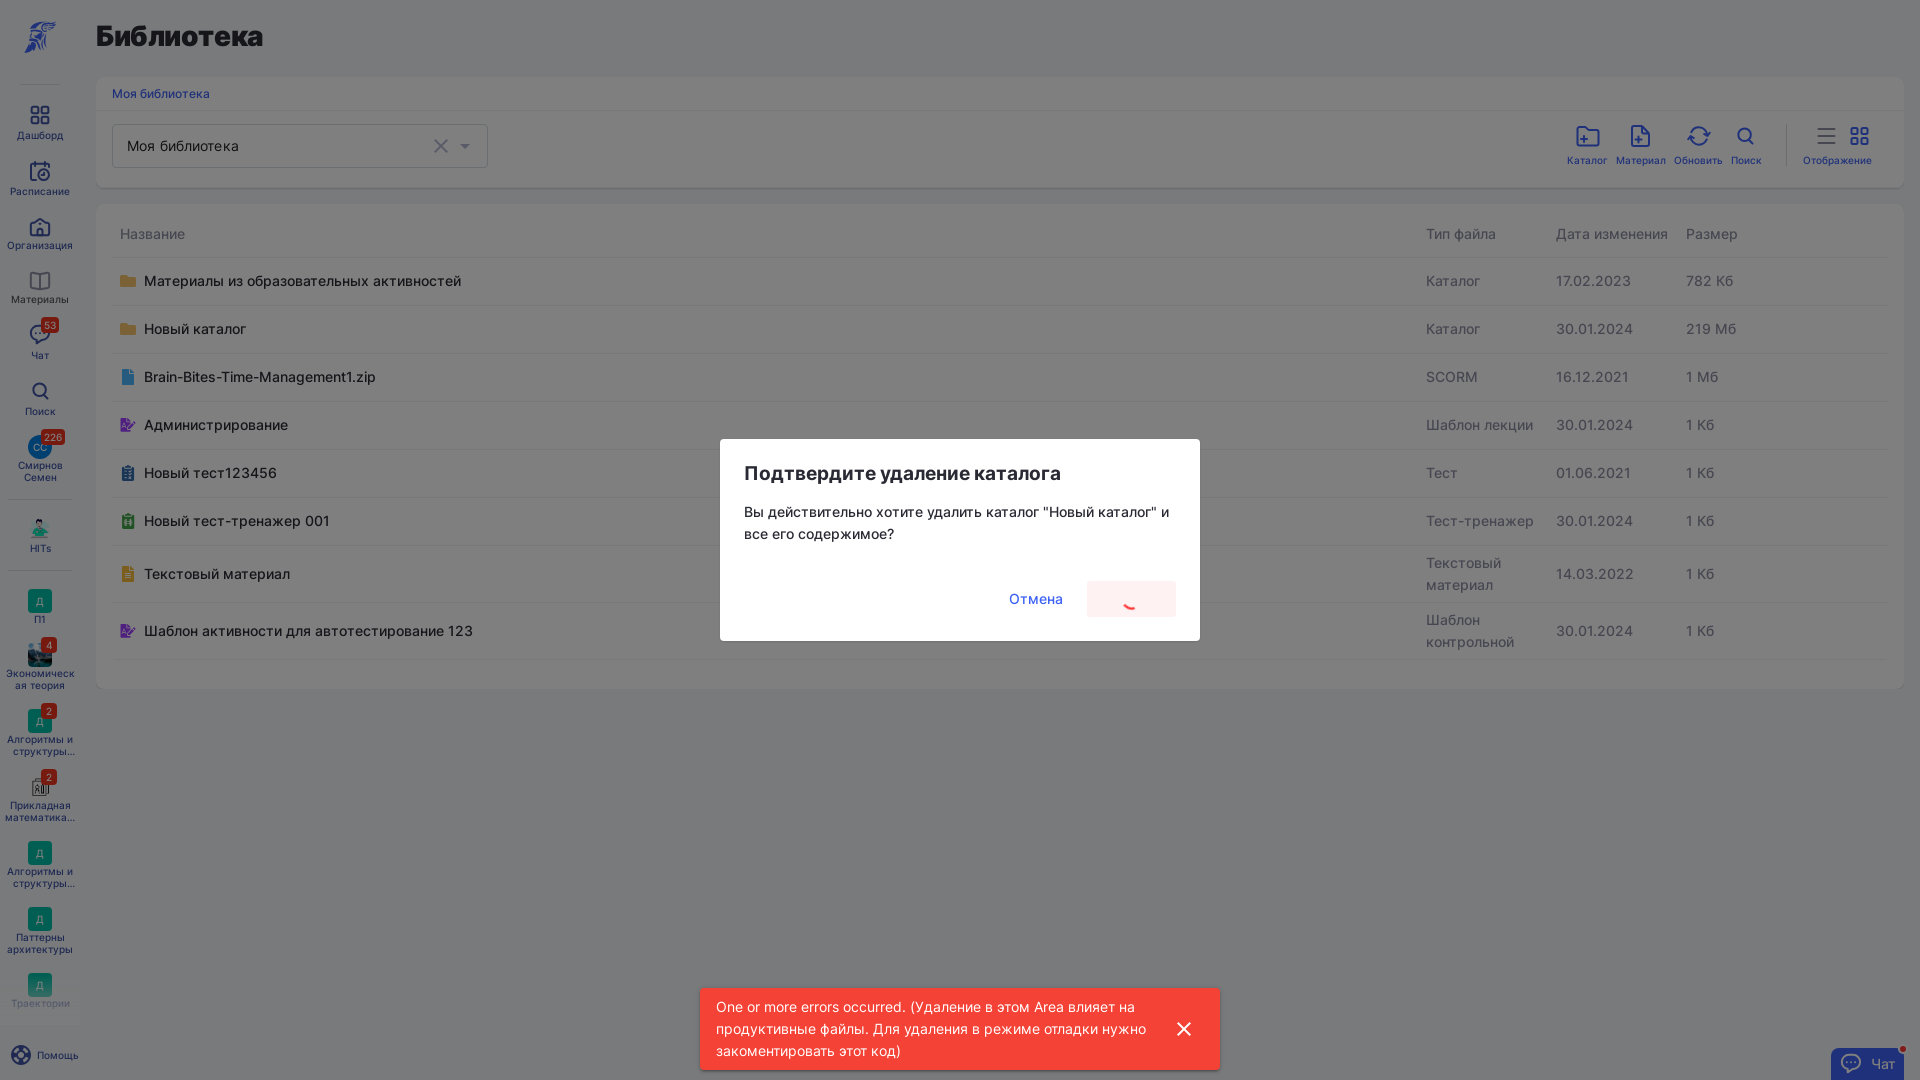 Библиотека
Моя библиотека
Моя библиотека
Каталог
Материал
Обновить
Поиск
Отображение
Дашборд
Расписание
Организация
Материалы
53
Чат
Поиск
СС
226
Смирнов
Семен
HITs
Д
П1
4
Экономическ
ая теория
Д
2
Алгоритмы и
структуры...
2
Прикладная
математика...
Д
Алгоритмы и
структуры...
Д
Паттерны
архитектуры
Д
Траектории
Помощь
Название Тип файла Дата изменения Размер
Материалы из образовательных активностей Каталог 17.02.2023 782 Кб
Новый каталог Каталог 30.01.2024 219 Мб
Brain-Bites-Time-Management1.zip SCORM 16.12.2021 1 Мб
Администрирование Шаблон лекции 30.01.2024 1 Кб
Новый тест123456 Тест 01.06.2021 1 Кб
Новый тест-тренажер 001 Тест-тренажер 30.01.2024 1 Кб
Текстовый материал Текстовый
материал 14.03.2022 1 Кб
Шаблон активности для автотестирование 123 Шаблон
контрольной 30.01.2024 1 Кб
Подтвердите удаление каталога
Вы действительно хотите удалить каталог "Новый каталог" и
все его содержимое?
Отмена
One or more errors occurred. (Удаление в этом Area влияет на
продуктивные файлы. Для удаления в режиме отладки нужно
закоментировать этот код)
Чат